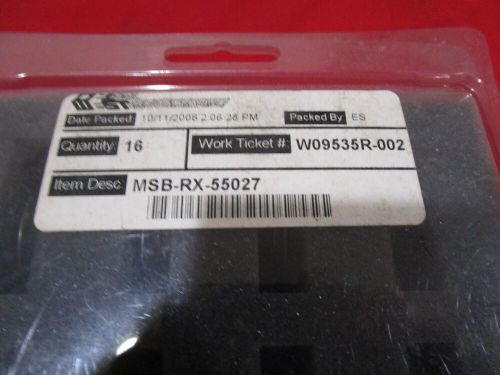 WEST
Date Packed: 10/11/2006 2:06:26 PM Packed By ES
Quantity: 16 Work Ticket #: W09535R-002
Item Desc MSB-RX-55027